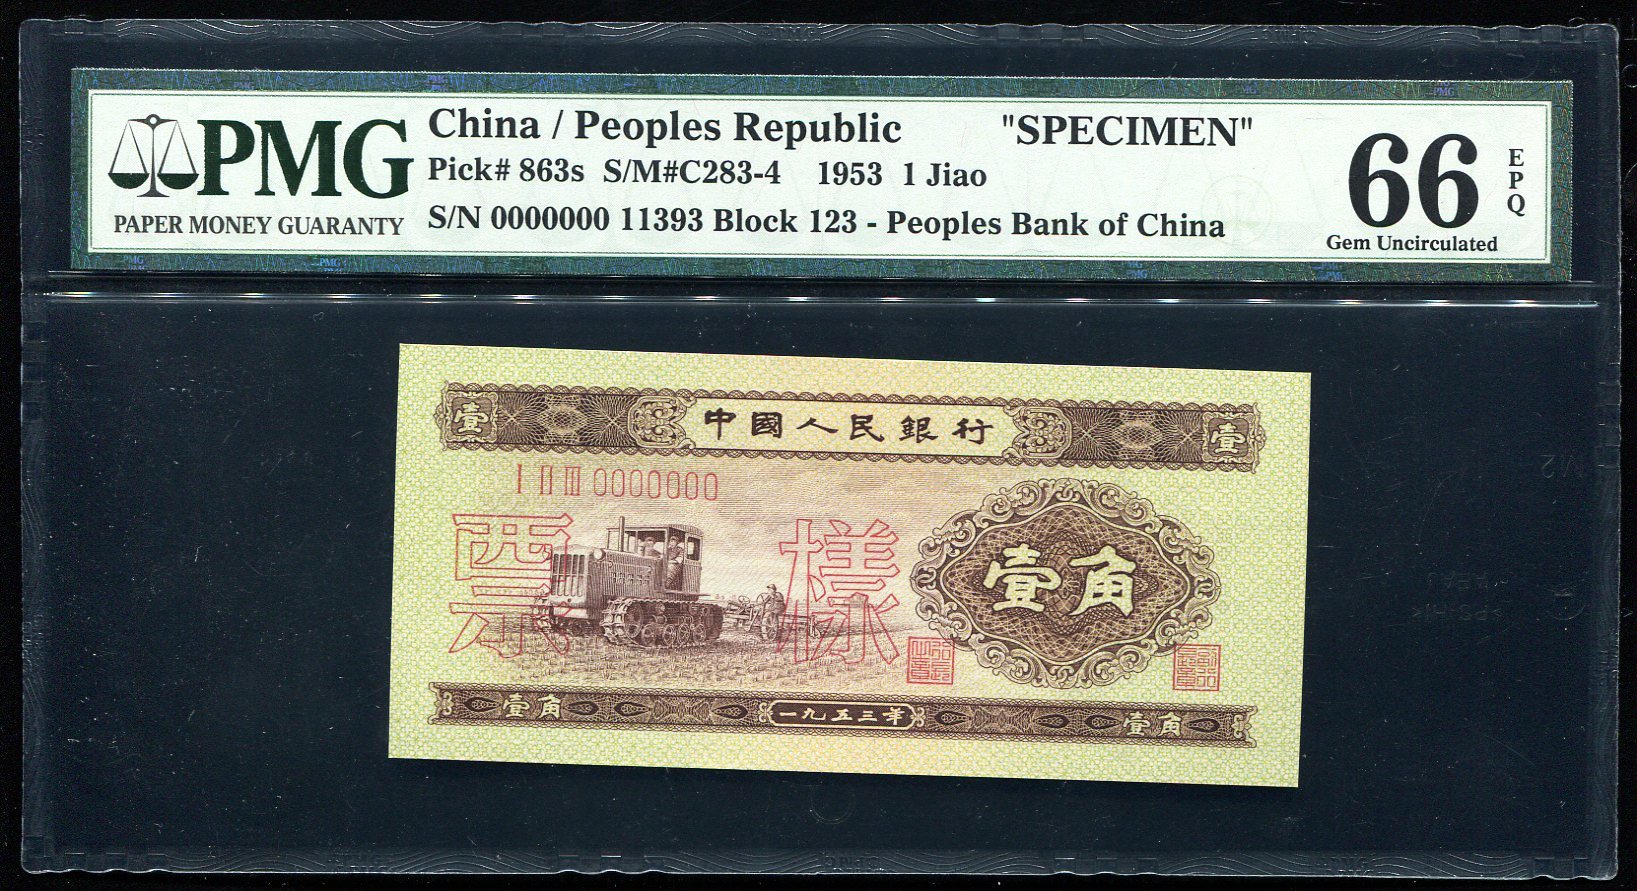 PMG
PAPER MONEY GUARANTY
China / Peoples Republic "SPECIMEN"
Pick# 863s S/M#C283-4 1953 1 Jiao
S/N 0000000 11393 Block 123 - Peoples Bank of China
66
EPQ
Gem Uncirculated
壹 中國人民銀行 壹
I II III 0000000
票樣
壹角
壹角 一九五三年 壹角